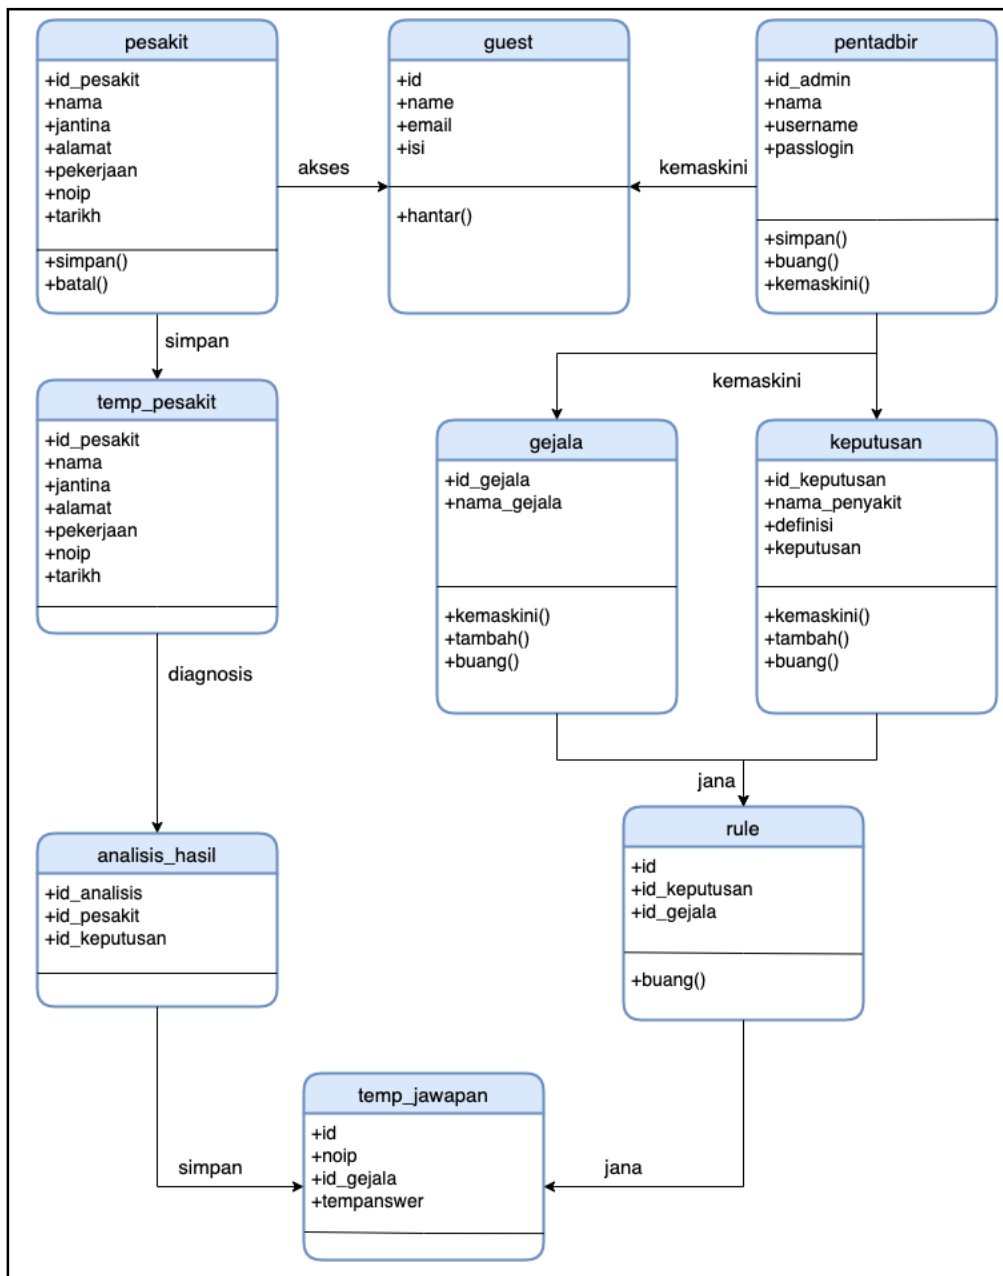 pesakit
+id_pesakit
+nama
+jantina
+alamat
+pekerjaan
+noip
+tarikh
+simpan()
+batal()
akses
guest
+id
+name
+email
+isi
+hantar()
kemaskini
pentadbir
+id_admin
+nama
+username
+passlogin
+simpan()
+buang()
+kemaskini()
simpan
temp_pesakit
+id_pesakit
+nama
+jantina
+alamat
+pekerjaan
+noip
+tarikh
kemaskini
gejala
+id_gejala
+nama_gejala
+kemaskini()
+tambah()
+buang()
keputusan
+id_keputusan
+nama_penyakit
+definisi
+keputusan
+kemaskini()
+tambah()
+buang()
diagnosis
jana
analisis_hasil
+id_analisis
+id_pesakit
+id_keputusan
rule
+id
+id_keputusan
+id_gejala
+buang()
simpan
temp_jawapan
+id
+noip
+id_gejala
+tempanswer
jana